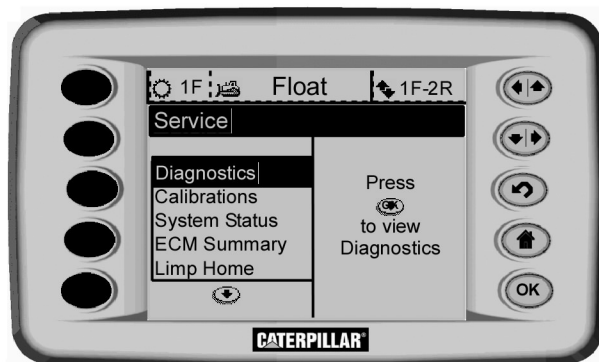 1F Float 1F-2R
Service
Diagnostics
Calibrations
System Status
ECM Summary
Limp Home
Press
OK
to view
Diagnostics
OK
CATERPILLAR®